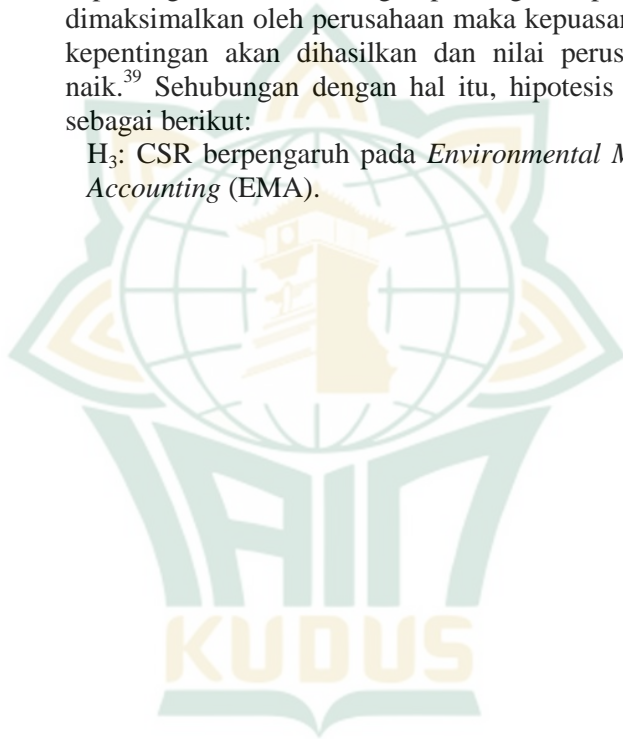 dimaksimalkan oleh perusahaan maka kepuasan
kepentingan akan dihasilkan dan nilai perus
naik.39 Sehubungan dengan hal itu, hipotesis
sebagai berikut:
H3: CSR berpengaruh pada Environmental M
Accounting (EMA).
IAIN
KUDUS